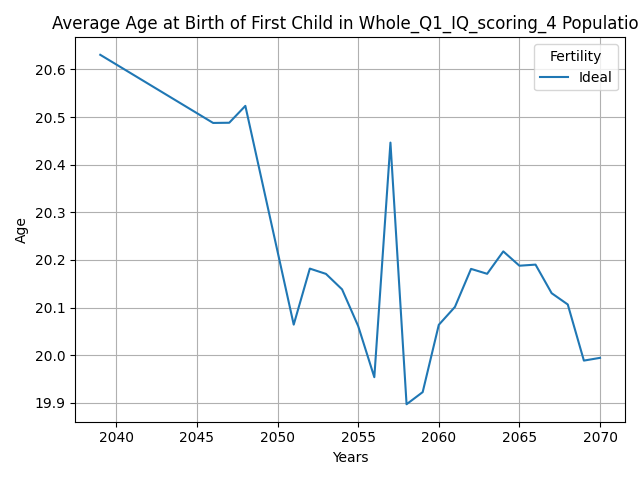 Average Age at Birth of First Child in Whole_Q1_IQ_scoring_4 Populatio
Fertility
Ideal
20.6
20.5
20.4
20.3
20.2
20.1
20.0
19.9
Age
2040 2045 2050 2055 2060 2065 2070
Years